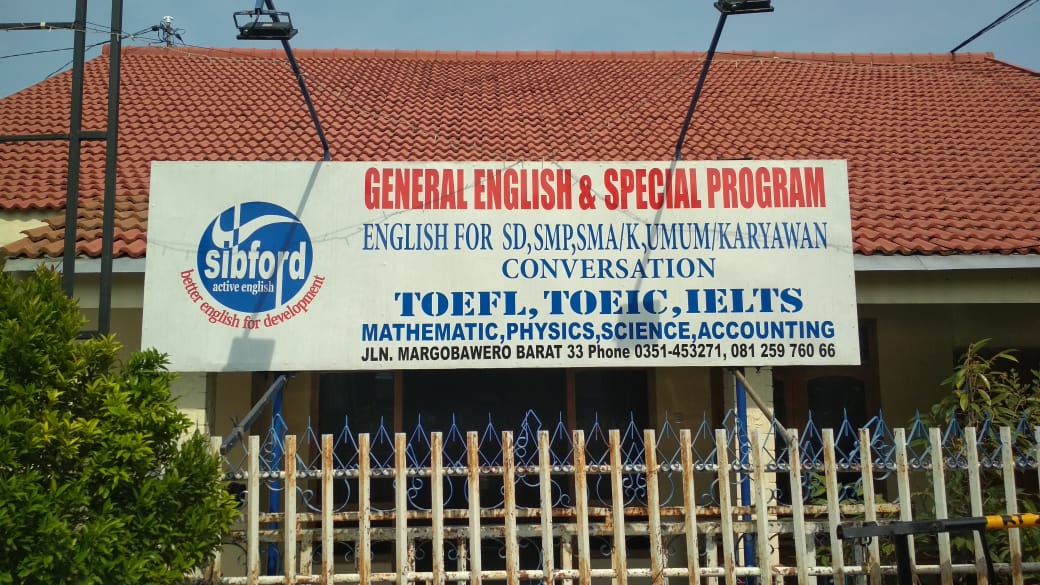 sibford
active english
better english for development
GENERAL ENGLISH & SPECIAL PROGRAM
ENGLISH FOR SD,SMP,SMA/K,UMUM/KARYAWAN
CONVERSATION
TOEFL,TOEIC,IELTS
MATHEMATIC,PHYSICS,SCIENCE,ACCOUNTING
JLN. MARGOBAWERO BARAT 33 Phone 0351-453271, 081 259 760 66